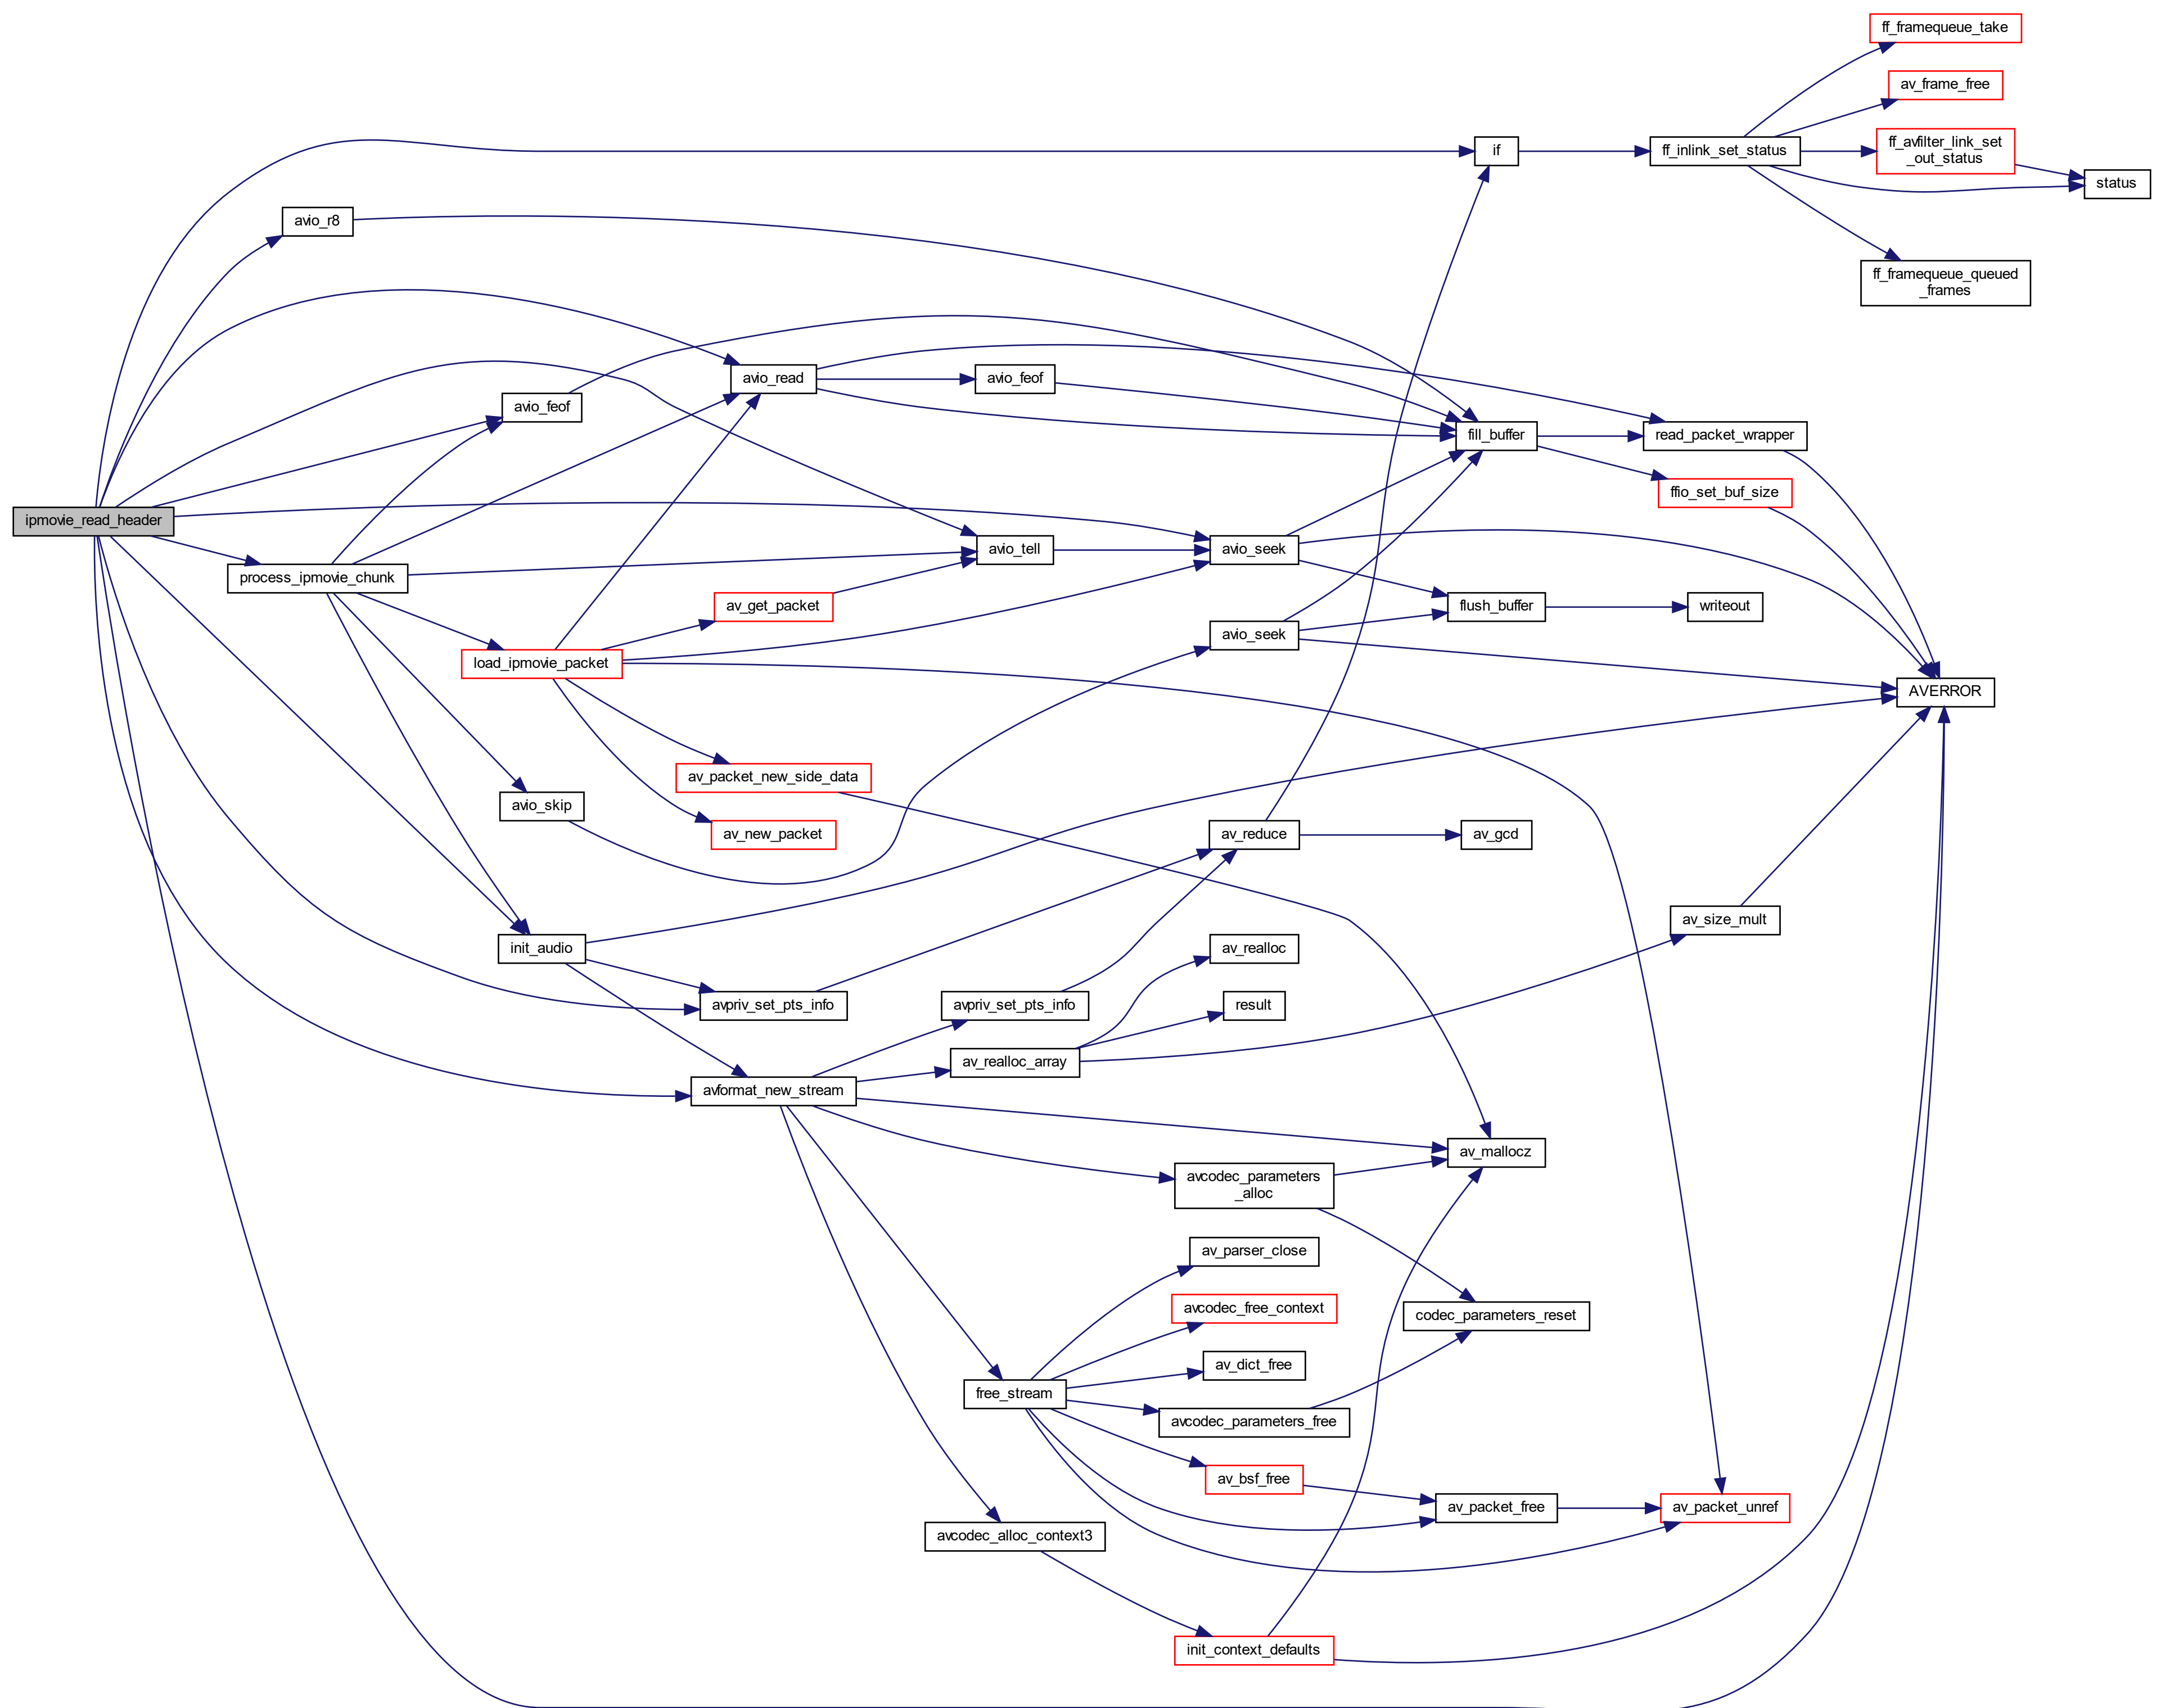 ff_framequeue_take
av_frame_free
ff_avfilter_link_set
_out_status
if
ff_inlink_set_status
status
avio_r8
ff_framequeue_queued
_frames
avio_read
avio_feof
avio_feof
fill_buffer
read_packet_wrapper
ffio_set_buf_size
ipmovie_read_header
avio_tell
avio_seek
process_ipmovie_chunk
av_get_packet
flush_buffer
writeout
avio_seek
load_ipmovie_packet
AVERROR
av_packet_new_side_data
avio_skip
av_new_packet
av_reduce
av_gcd
av_size_mult
init_audio
av_realloc
avpriv_set_pts_info
avpriv_set_pts_info
result
av_realloc_array
avformat_new_stream
av_mallocz
avcodec_parameters
_alloc
av_parser_close
avcodec_free_context
codec_parameters_reset
av_dict_free
free_stream
avcodec_parameters_free
av_bsf_free
av_packet_free
av_packet_unref
avcodec_alloc_context3
init_context_defaults